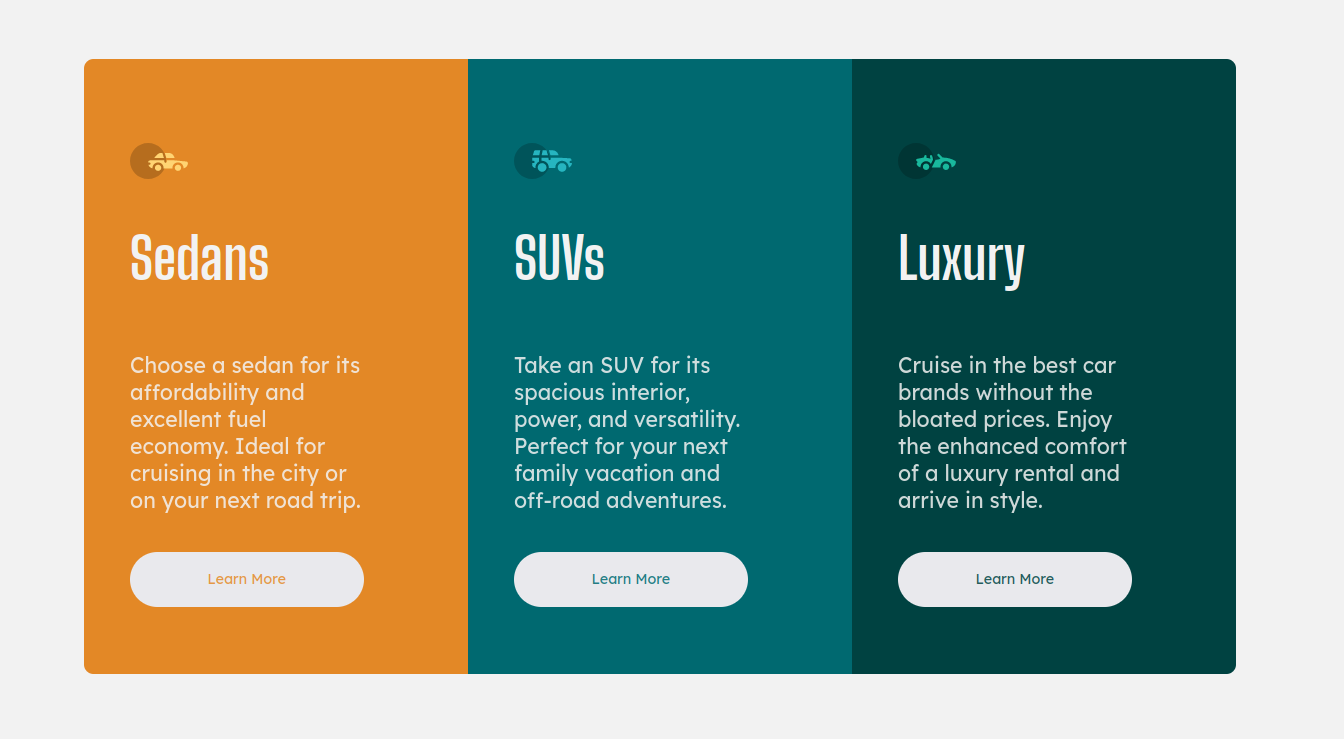 Sedans
Choose a sedan for its
affordability and
excellent fuel
economy. Ideal for
cruising in the city or
on your next road trip.
Learn More
SUVs
Take an SUV for its
spacious interior,
power, and versatility.
Perfect for your next
family vacation and
off-road adventures.
Learn More
Luxury
Cruise in the best car
brands without the
bloated prices. Enjoy
the enhanced comfort
of a luxury rental and
arrive in style.
Learn More